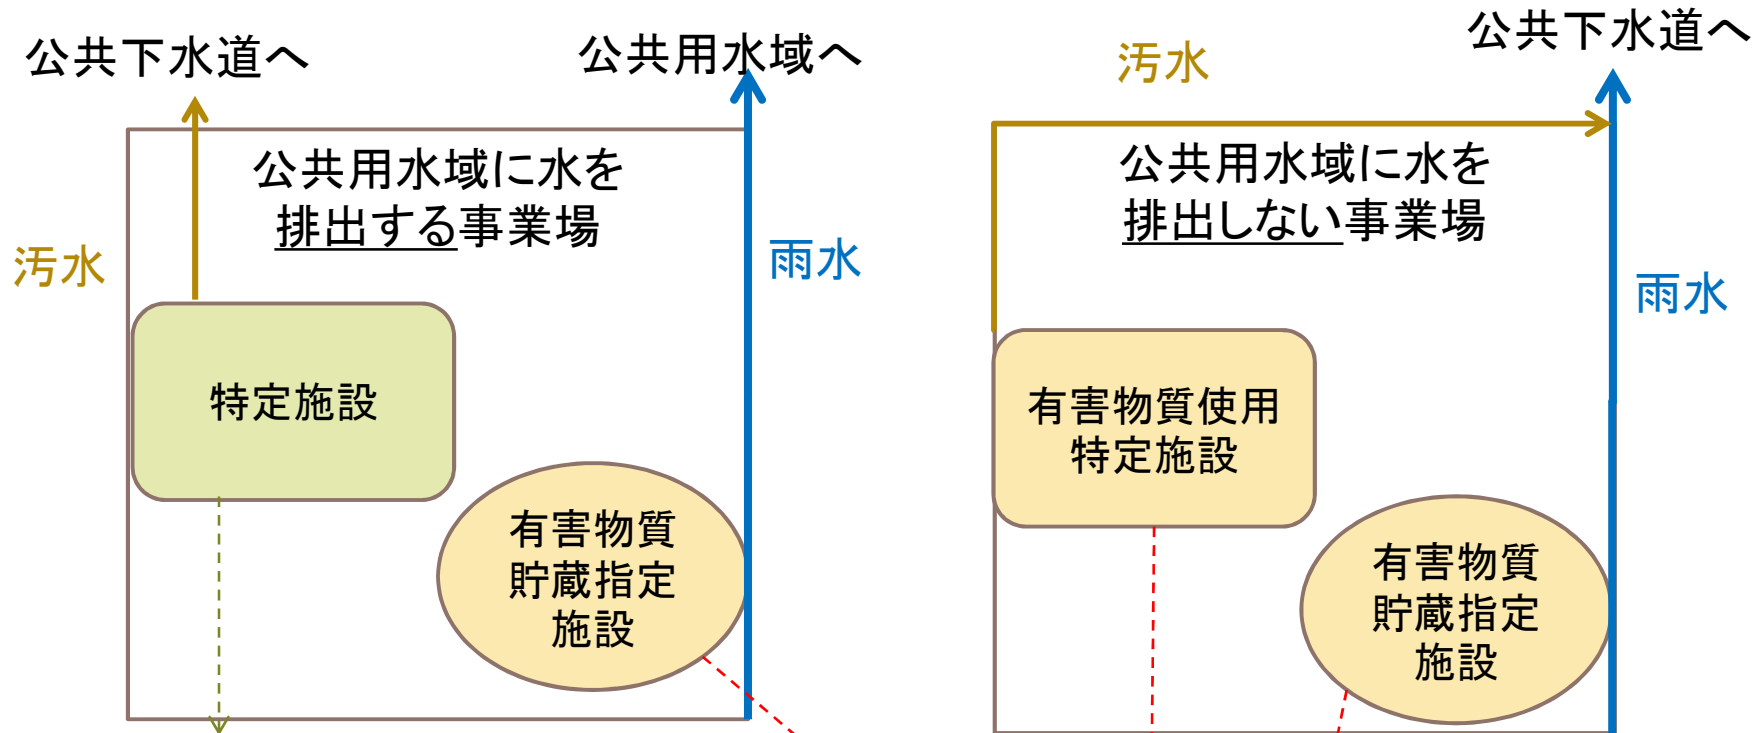 公共下水道へ
公共用水域へ
公共用水域に水を
排出する事業場
汚水
雨水
特定施設
有害物質
貯蔵指定
施設
公共下水道へ
汚水
公共用水域に水を
排出しない事業場
雨水
有害物質使用
特定施設
有害物質
貯蔵指定
施設